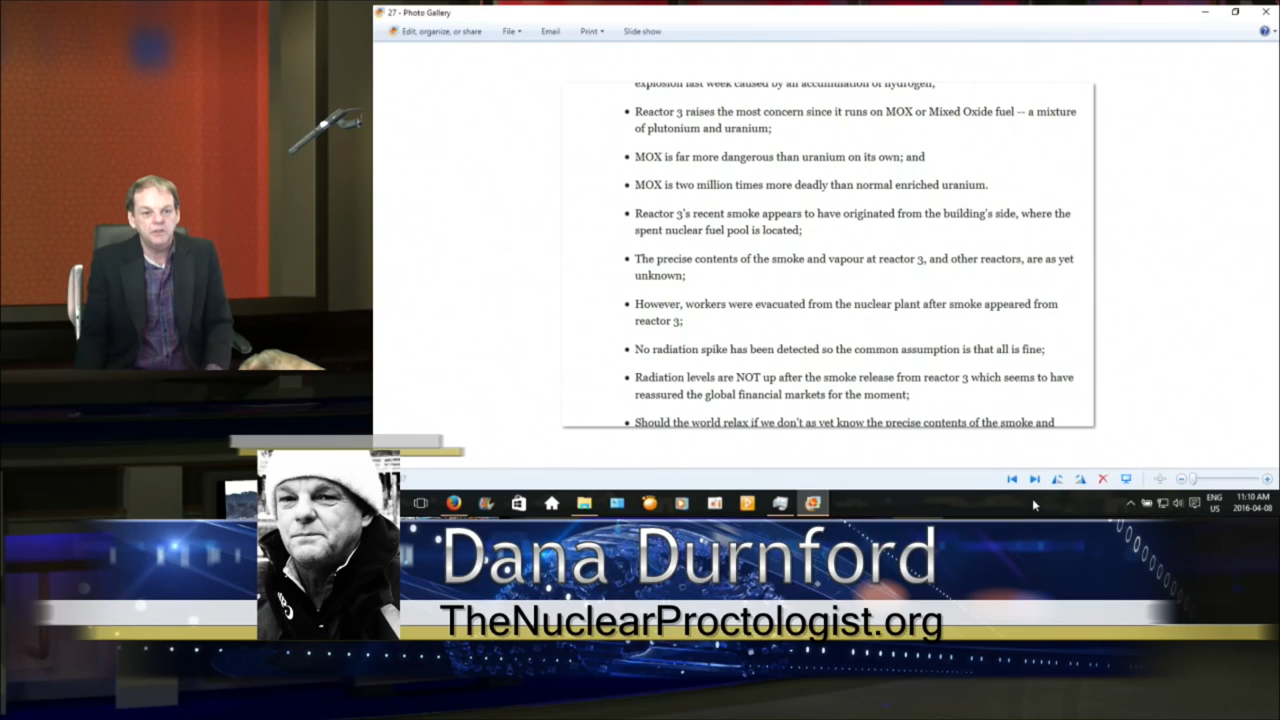 27 - Photo Gallery
Edit, organize, or share File Email Print Slide show
explosion last week caused by an accumulation of hydrogen;
• Reactor 3 raises the most concern since it runs on MOX or Mixed Oxide fuel -- a mixture
of plutonium and uranium;
• MOX is far more dangerous than uranium on its own; and
• MOX is two million times more deadly than normal enriched uranium.
• Reactor 3's recent smoke appears to have originated from the building's side, where the
spent nuclear fuel pool is located;
• The precise contents of the smoke and vapour at reactor 3, and other reactors, are as yet
unknown;
• However, workers were evacuated from the nuclear plant after smoke appeared from
reactor 3;
• No radiation spike has been detected so the common assumption is that all is fine;
• Radiation levels are NOT up after the smoke release from reactor 3 which seems to have
reassured the global financial markets for the moment;
• Should the world relax if we don't as yet know the precise contents of the smoke and
ENG 11:10 AM
US 2016-04-08
Dana Durnford
TheNuclearProctologist.org